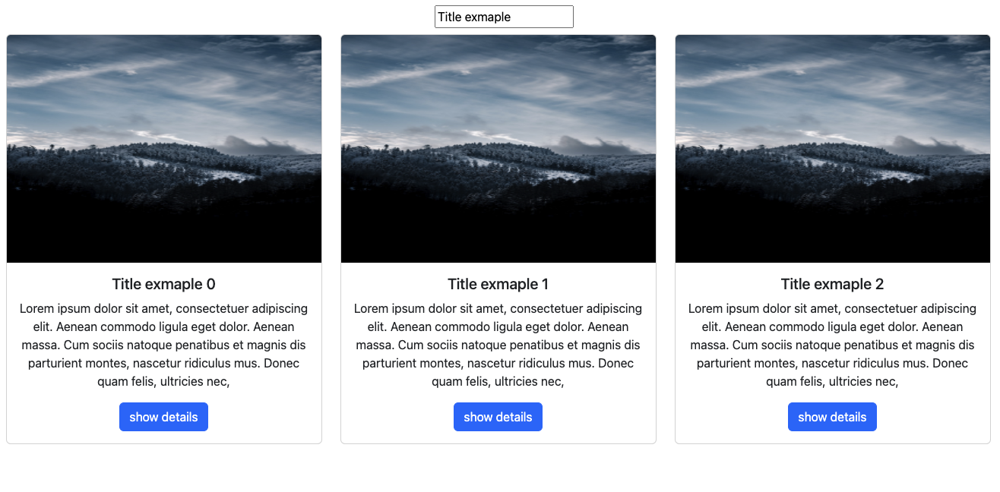 Title exmaple
Title exmaple 0
Lorem ipsum dolor sit amet, consectetuer adipiscing
elit. Aenean commodo ligula eget dolor. Aenean
massa. Cum sociis natoque penatibus et magnis dis
parturient montes, nascetur ridiculus mus. Donec
quam felis, ultricies nec,
show details
Title exmaple 1
Lorem ipsum dolor sit amet, consectetuer adipiscing
elit. Aenean commodo ligula eget dolor. Aenean
massa. Cum sociis natoque penatibus et magnis dis
parturient montes, nascetur ridiculus mus. Donec
quam felis, ultricies nec,
show details
Title exmaple 2
Lorem ipsum dolor sit amet, consectetuer adipiscing
elit. Aenean commodo ligula eget dolor. Aenean
massa. Cum sociis natoque penatibus et magnis dis
parturient montes, nascetur ridiculus mus. Donec
quam felis, ultricies nec,
show details